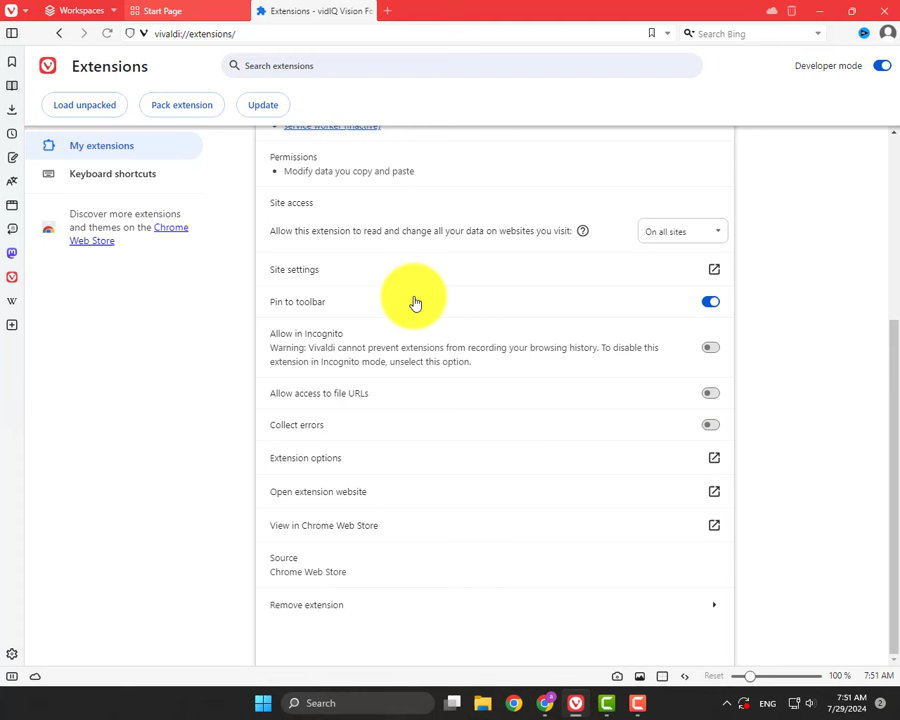 Workspaces
Start Page
Extensions - vidIQ Vision Fo
vivaldi://extensions/
Search Bing
Extensions
Search extensions
Developer mode
Load unpacked
Pack extension
Update
My extensions
Keyboard shortcuts
Discover more extensions
and themes on the Chrome
Web Store
service worker (Inactive)
Permissions
• Modify data you copy and paste
Site access
Allow this extension to read and change all your data on websites you visit:
On all sites
Site settings
Pin to toolbar
Allow in Incognito
Warning: Vivaldi cannot prevent extensions from recording your browsing history. To disable this
extension in Incognito mode, unselect this option.
Allow access to file URLs
Collect errors
Extension options
Open extension website
View in Chrome Web Store
Source
Chrome Web Store
Remove extension
Reset
100 %
7:51 AM
Search
ENG
7:51 AM
7/29/2024
2